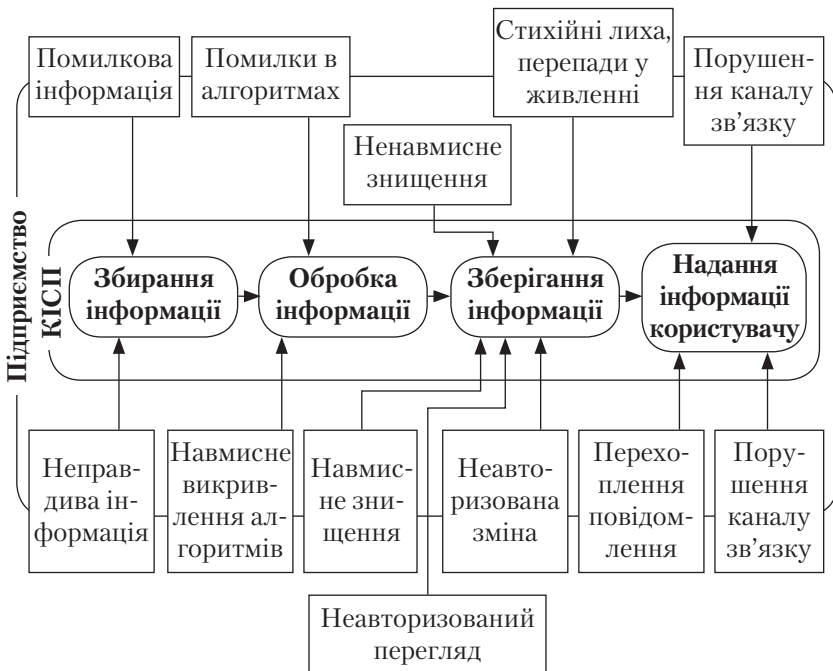 Помилкова
інформація
Помилки в
алгоритмах
Стихійні лиха,
перепади у
живленні
Порушен-
ня каналу
зв’язку
Ненавмисне
знищення
Підприємство
КІСП
Збирання
інформації
Обробка
інформації
Зберігання
інформації
Надання
інформації
користувачу
Неправ-
дива ін-
формація
Навмисне
викрив-
лення ал-
горитмів
Навмис-
не зни-
щення
Неавто-
ризована
зміна
Перехо-
плення
повідом-
лення
Пору-
шення
каналу
зв’язку
Неавторизований
перегляд